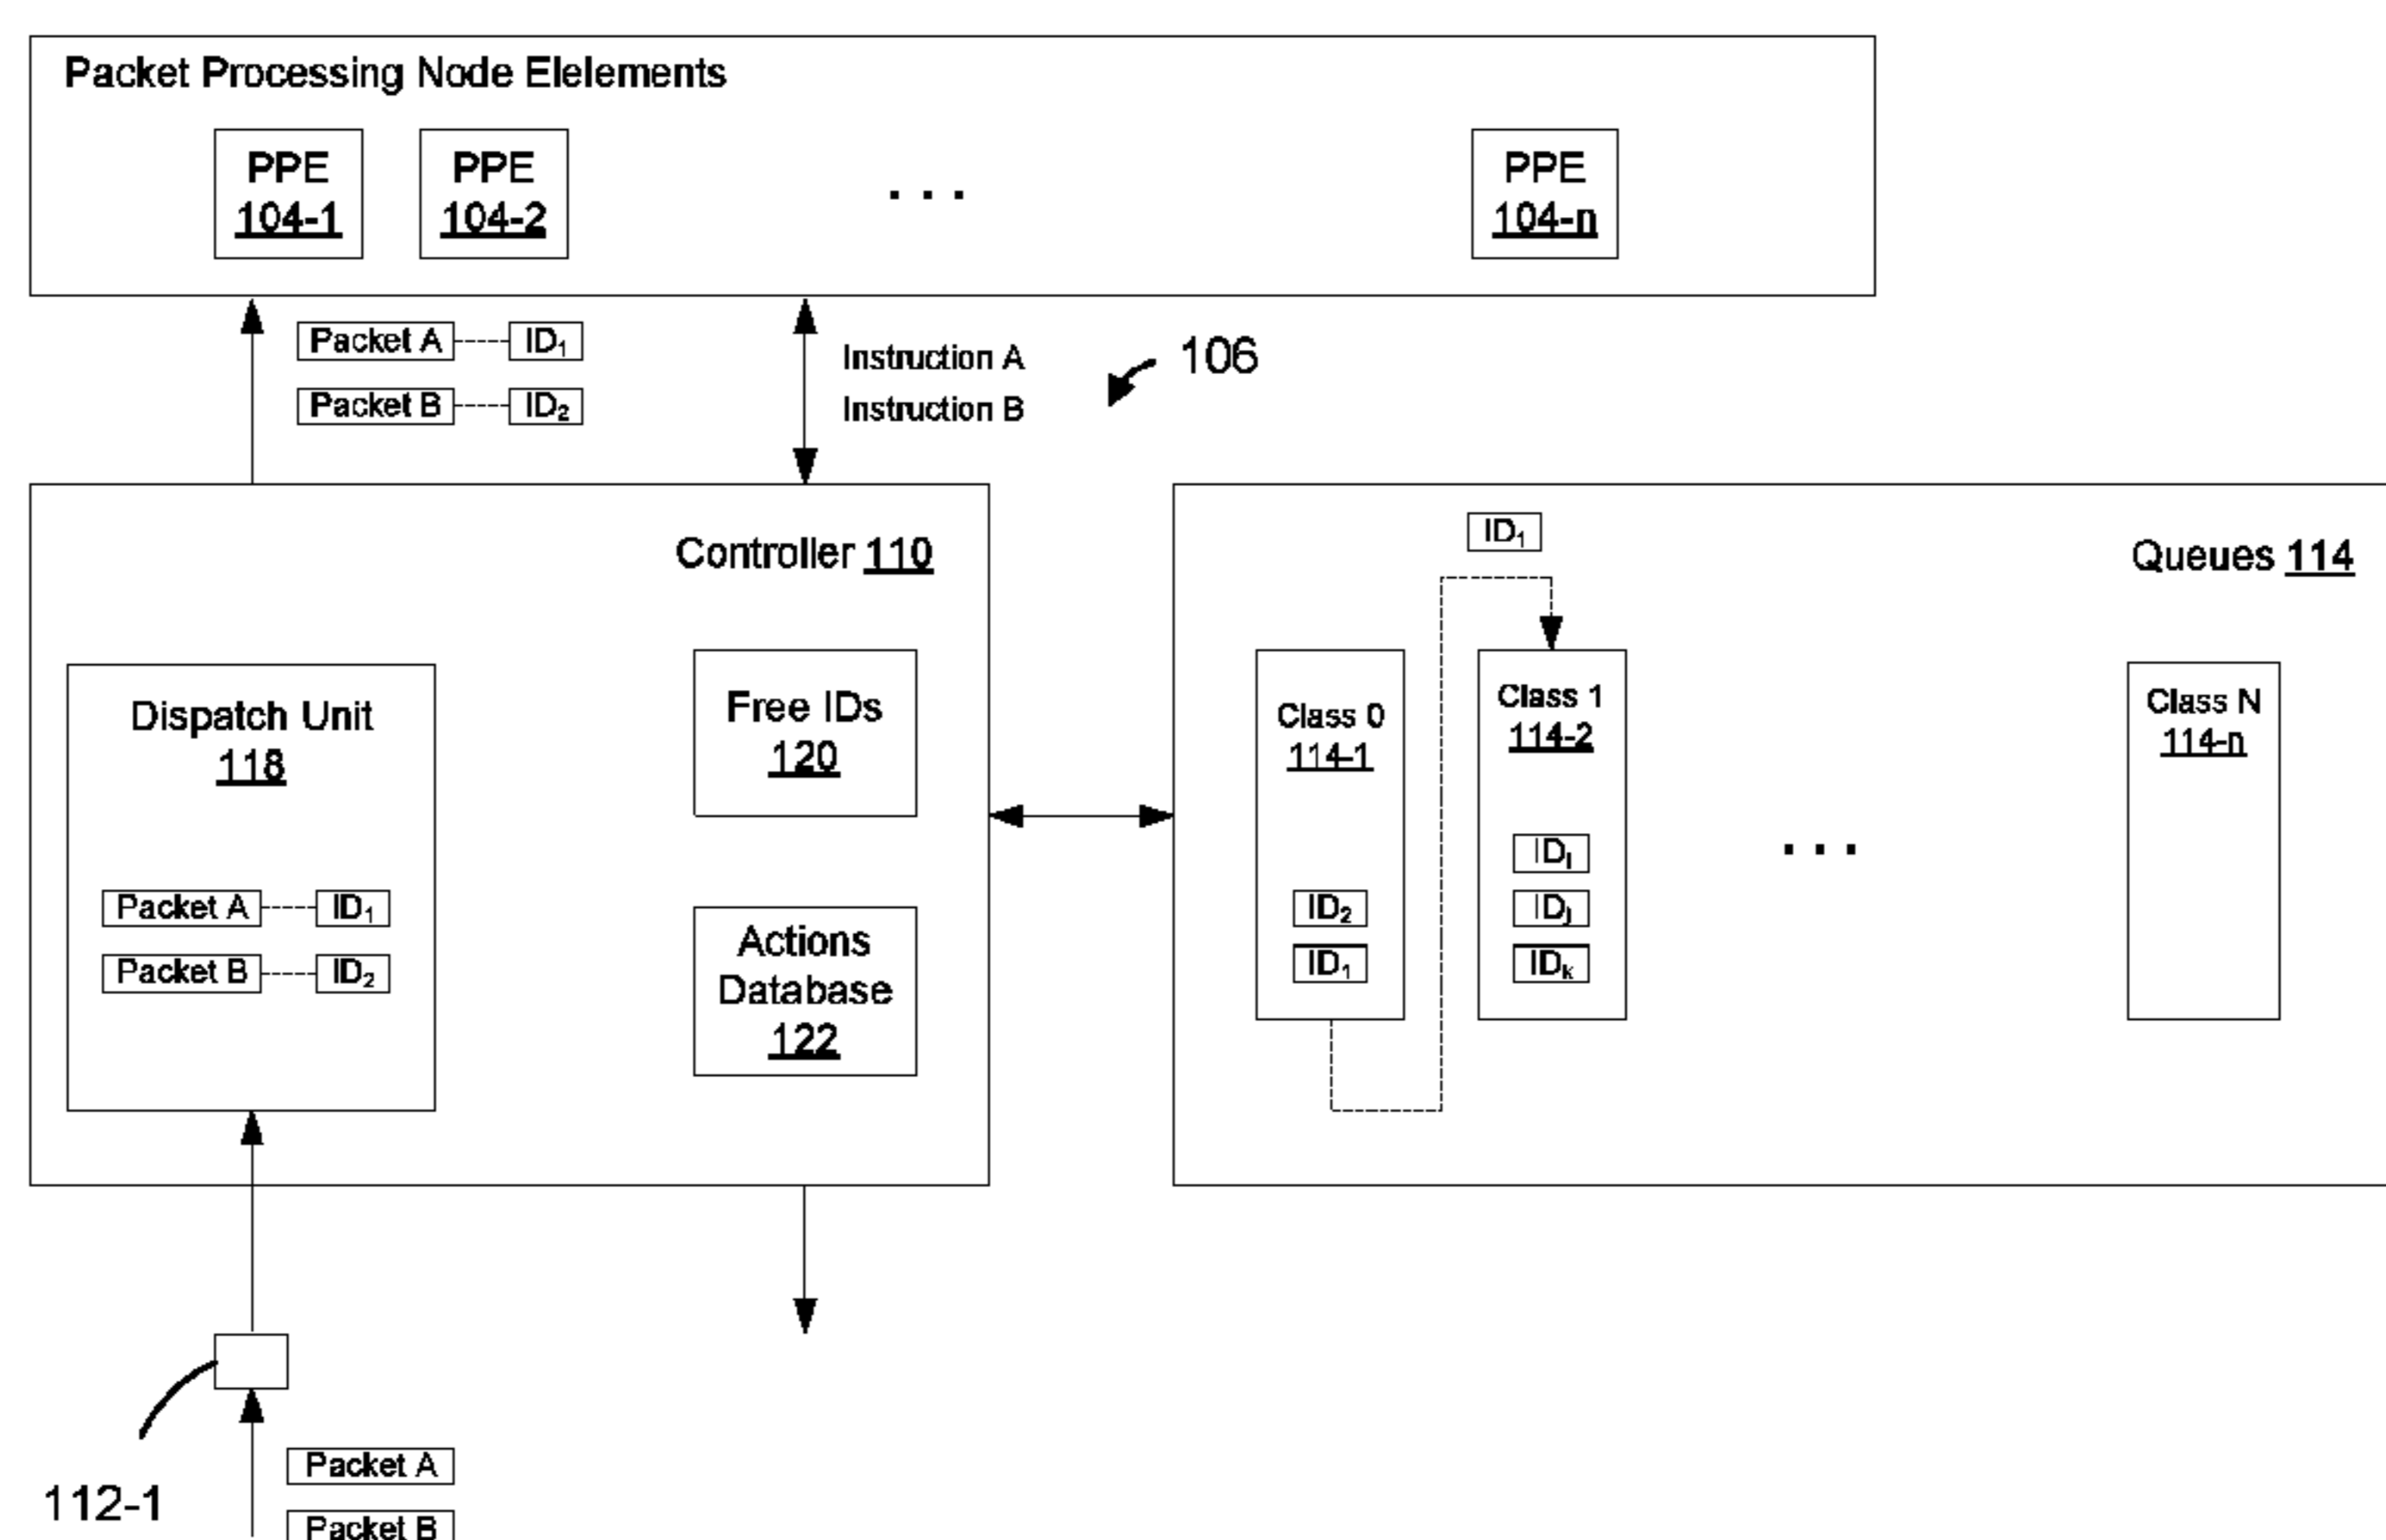 Packet Processing Node Elelements
PPE
104-1
PPE
104-2
. . .
PPE
104-n
Packet A
ID₁
Packet B
ID₂
Instruction A
Instruction B
106
Controller 110
Dispatch Unit
118
Packet A
ID₁
Packet B
ID₂
Free IDs
120
Actions
Database
122
Queues 114
ID₁
Class 0
114-1
ID₂
ID₁
Class 1
114-2
IDᵢ
IDⱼ
IDₖ
. . .
Class N
114-n
112-1
Packet A
Packet B